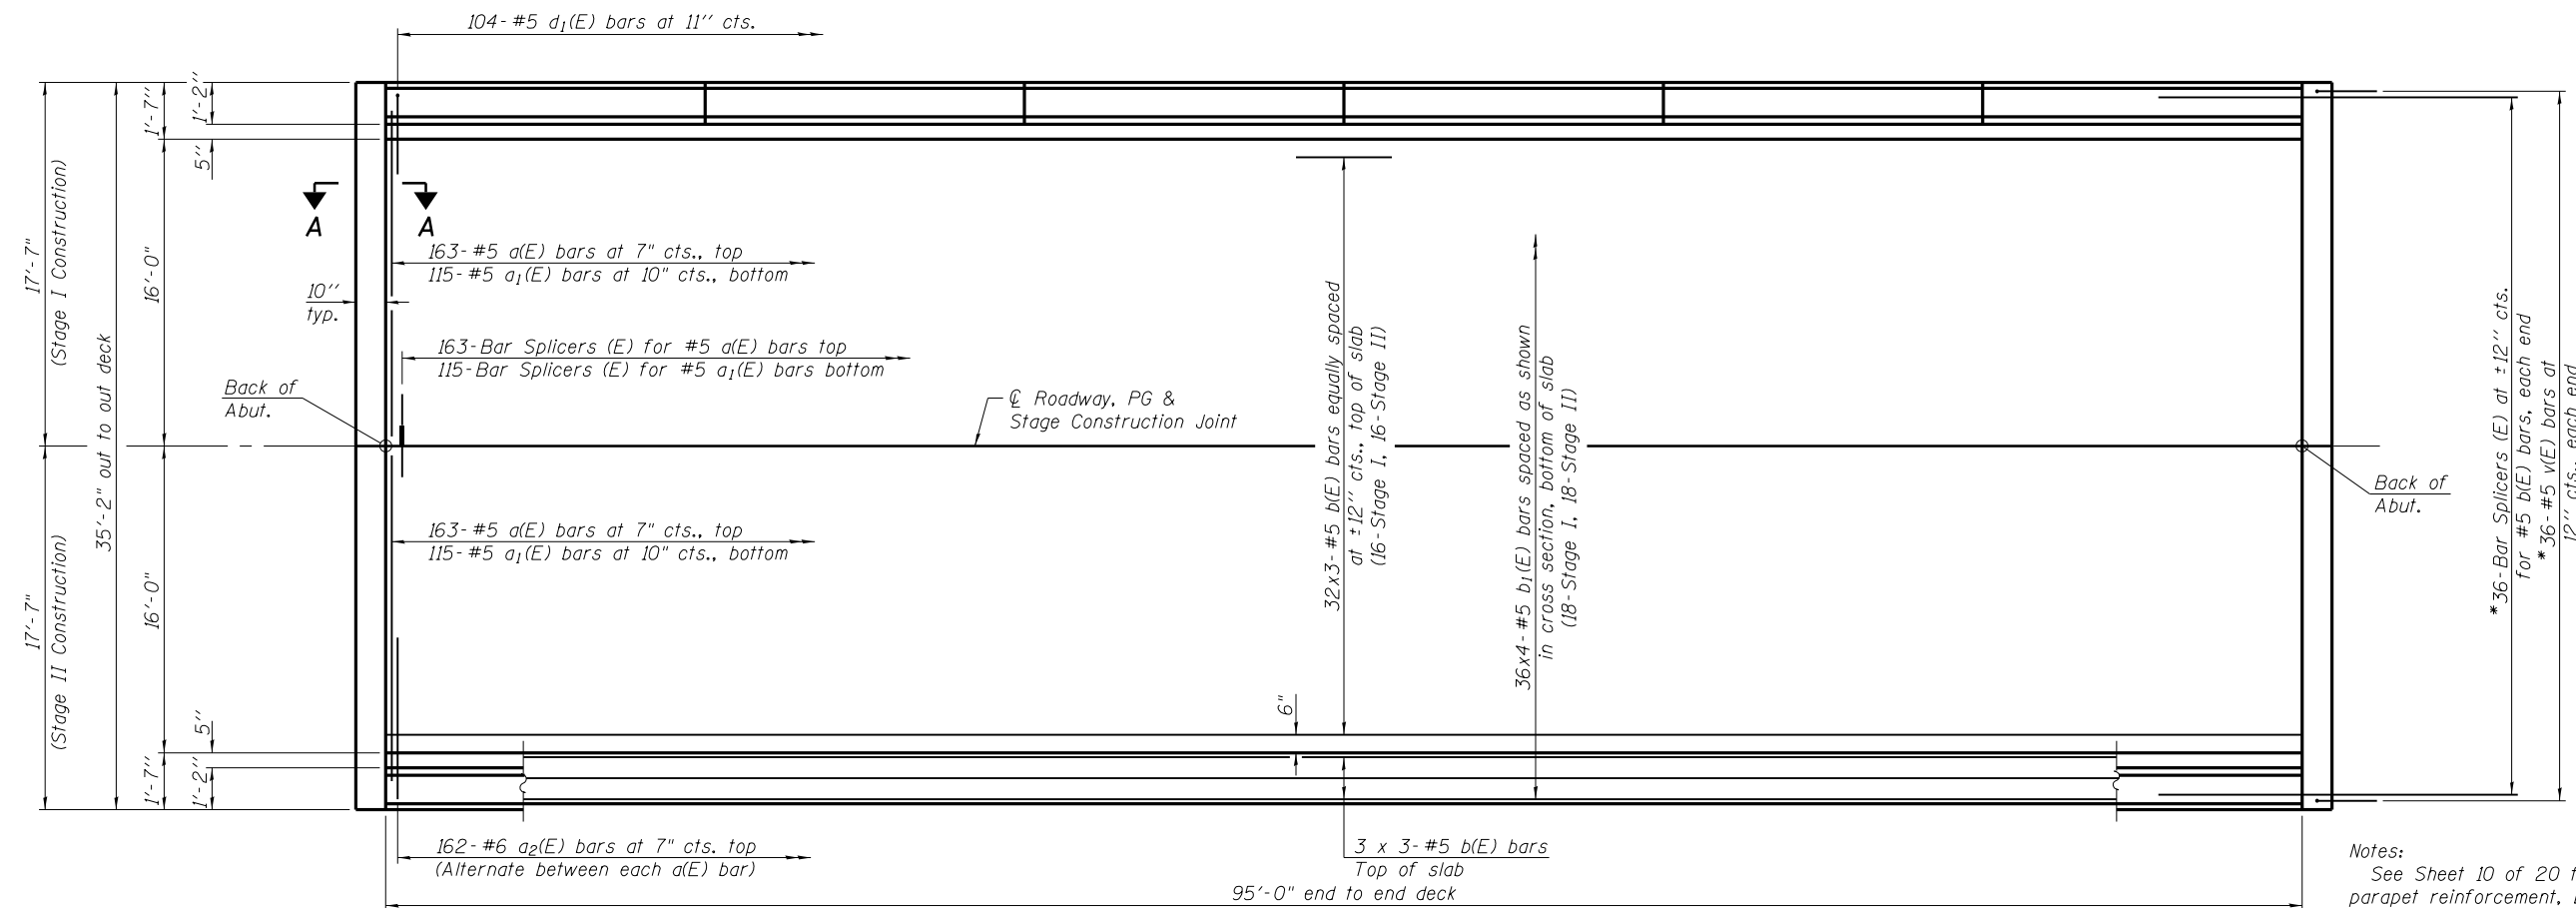 104-#5 d₁(E) bars at 11'' cts.
1'-7''
1'-2''
5''
17'-7"
(Stage I Construction)
16'-0"
35'-2" out to out deck
A
A
163-#5 a(E) bars at 7" cts., top
115-#5 a₁(E) bars at 10" cts., bottom
10''
typ.
163-Bar Splicers (E) for #5 a(E) bars top
115-Bar Splicers (E) for #5 a₁(E) bars bottom
Back of
Abut.
℄ Roadway, PG &
Stage Construction Joint
32x3-#5 b(E) bars equally spaced
at ±12'' cts., top of slab
(16-Stage I, 16-Stage II)
36x4-#5 b₁(E) bars spaced as shown
in cross section, bottom of slab
(18-Stage I, 18-Stage II)
*36-Bar Splicers (E) at ±12'' cts.
for #5 b(E) bars, each end
*36-#5 v(E) bars at
12'' cts., each end
Back of
Abut.
163-#5 a(E) bars at 7" cts., top
115-#5 a₁(E) bars at 10" cts., bottom
17'-7"
(Stage II Construction)
16'-0"
5''
1'-7''
1'-2''
6"
162-#6 a₂(E) bars at 7" cts. top
(Alternate between each a(E) bar)
3 x 3-#5 b(E) bars
Top of slab
95'-0" end to end deck
Notes:
See Sheet 10 of 20
parapet reinforcement,